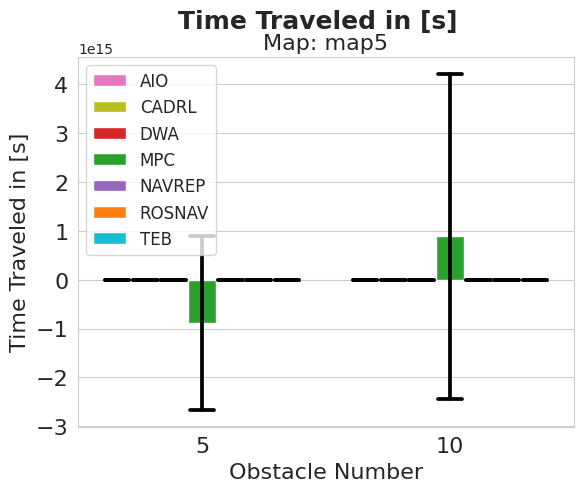 Time Traveled in [s]
Map: map5
1e15
AIO
CADRL
DWA
MPC
NAVREP
ROSNAV
TEB
4
3
2
1
0
−1
−2
−3
Time Traveled in [s]
5
10
Obstacle Number